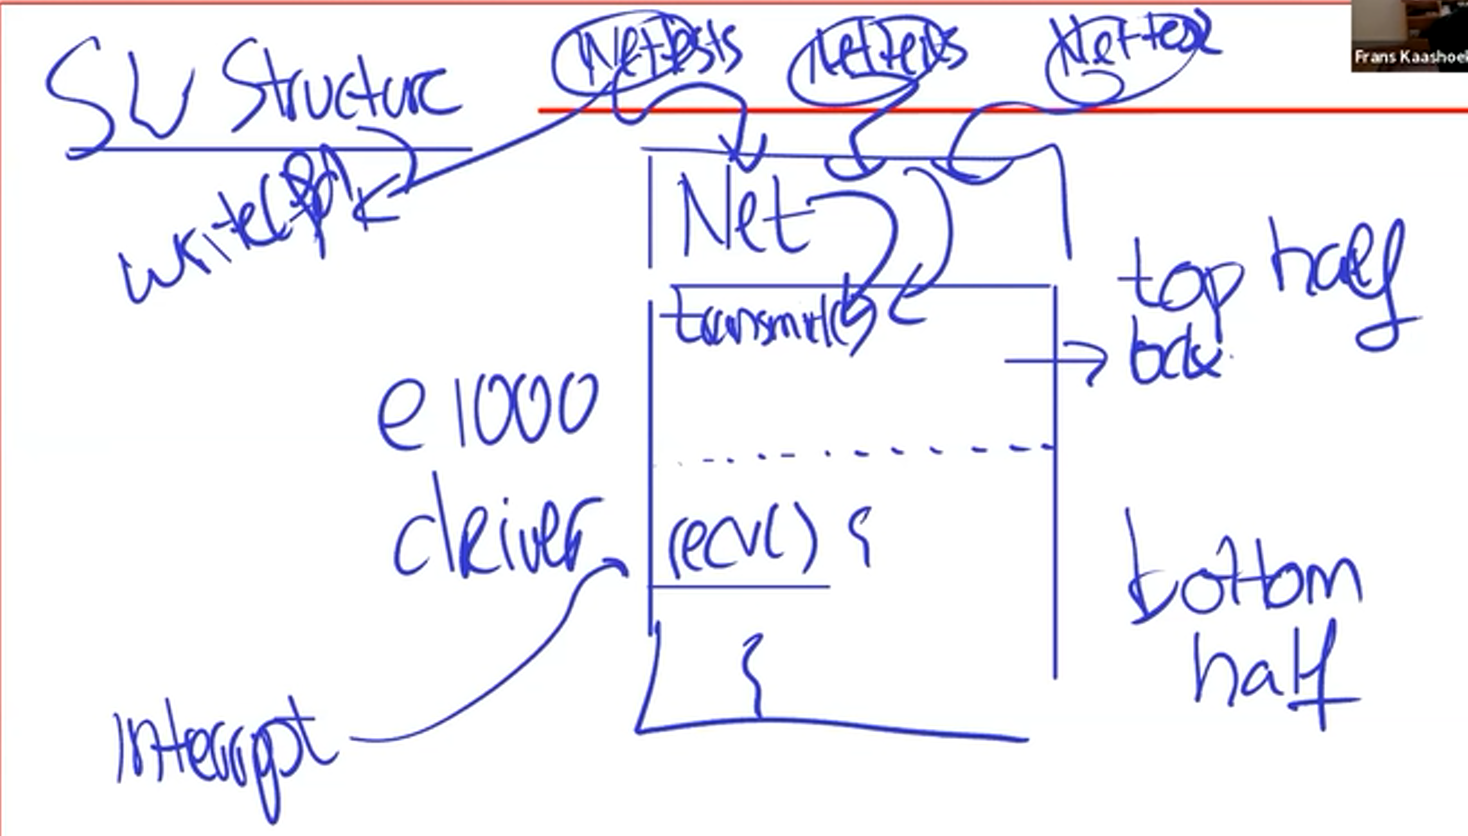 SW Structure
Nettests
Nettests
Nettest
Frans Kaashoek
write(fd)
Net
transmit()
top half
e1000
driver
recv() {
bottom
half
{
Interrupt